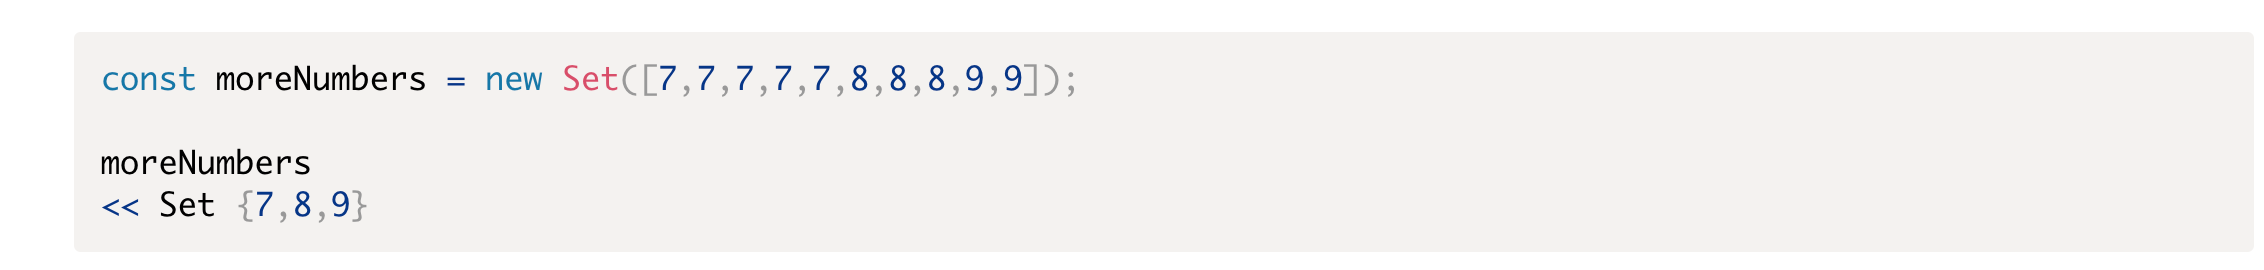 const moreNumbers = new Set([7,7,7,7,7,8,8,8,9,9]);
moreNumbers
<< Set {7,8,9}